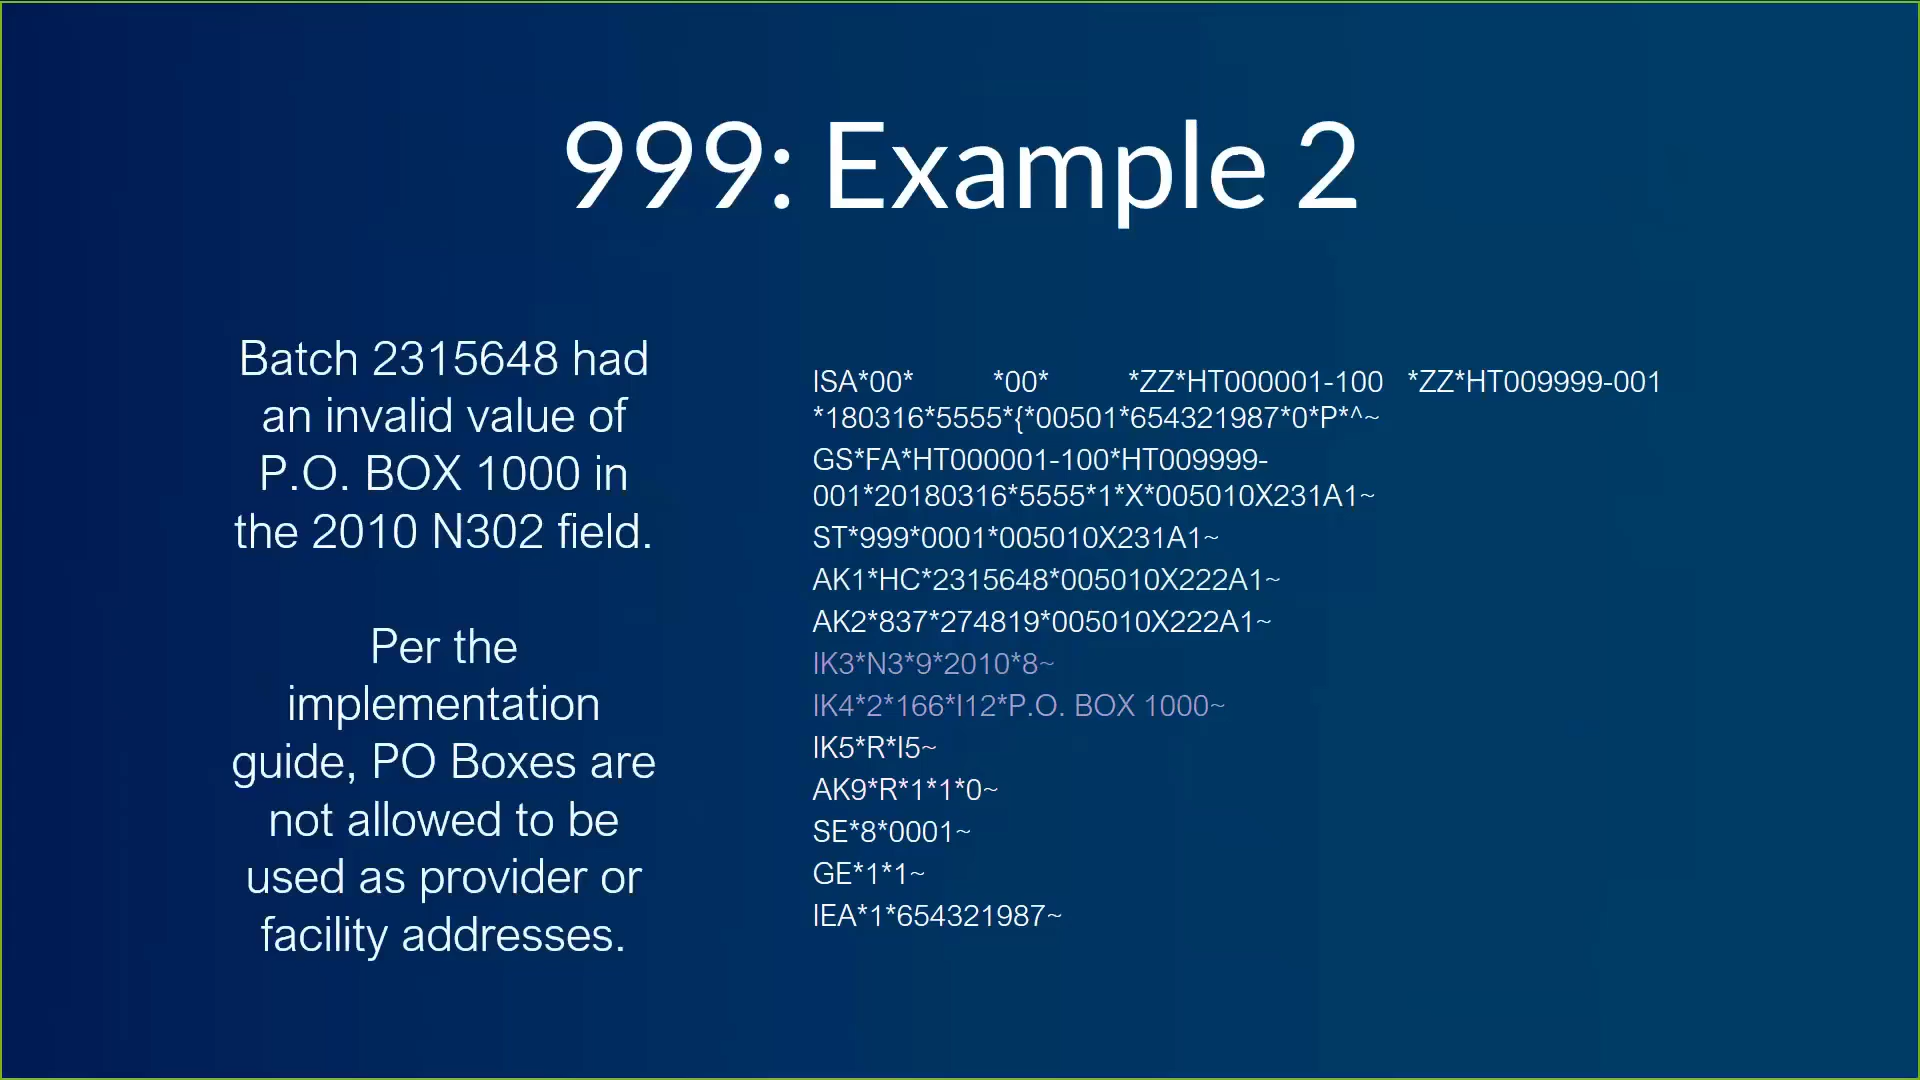 999: Example 2
Batch 2315648 had
an invalid value of
P.O. BOX 1000 in
the 2010 N302 field.
Per the
implementation
guide, PO Boxes are
not allowed to be
used as provider or
facility addresses.
ISA*00*          *00*          *ZZ*HT000001-100   *ZZ*HT009999-001
*180316*5555*{*00501*654321987*0*P*^~
GS*FA*HT000001-100*HT009999-
001*20180316*5555*1*X*005010X231A1~
ST*999*0001*005010X231A1~
AK1*HC*2315648*005010X222A1~
AK2*837*274819*005010X222A1~
IK3*N3*9*2010*8~
IK4*2*166*I12*P.O. BOX 1000~
IK5*R*I5~
AK9*R*1*1*0~
SE*8*0001~
GE*1*1~
IEA*1*654321987~